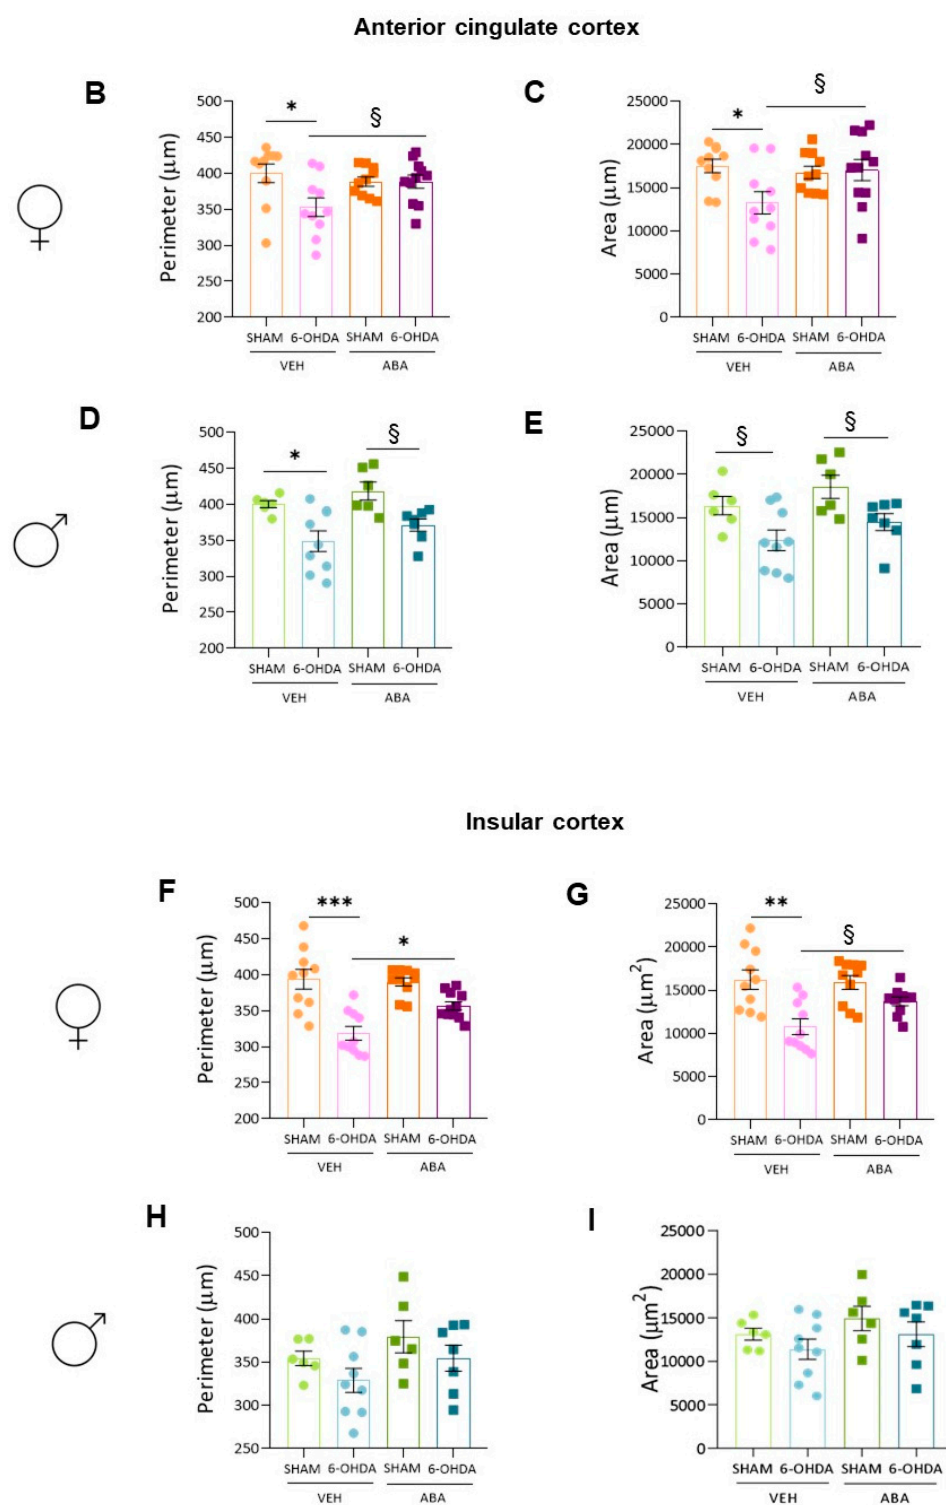 Anterior cingulate cortex
B
Perimeter (μm)
500
450
400
350
300
250
200
*
§
SHAM 6-OHDA SHAM 6-OHDA
VEH ABA
C
Area (μm)
25000
20000
15000
10000
5000
0
*
§
SHAM 6-OHDA SHAM 6-OHDA
VEH ABA
D
Perimeter (μm)
500
450
400
350
300
250
200
*
§
SHAM 6-OHDA SHAM 6-OHDA
VEH ABA
E
Area (μm)
25000
20000
15000
10000
5000
0
§
§
SHAM 6-OHDA SHAM 6-OHDA
VEH ABA
Insular cortex
F
Perimeter (μm)
500
450
400
350
300
250
200
***
*
SHAM 6-OHDA SHAM 6-OHDA
VEH ABA
G
Area (μm²)
25000
20000
15000
10000
5000
0
**
§
SHAM 6-OHDA SHAM 6-OHDA
VEH ABA
H
Perimeter (μm)
500
450
400
350
300
250
SHAM 6-OHDA SHAM 6-OHDA
VEH ABA
I
Area (μm²)
25000
20000
15000
10000
5000
0
SHAM 6-OHDA SHAM 6-OHDA
VEH ABA